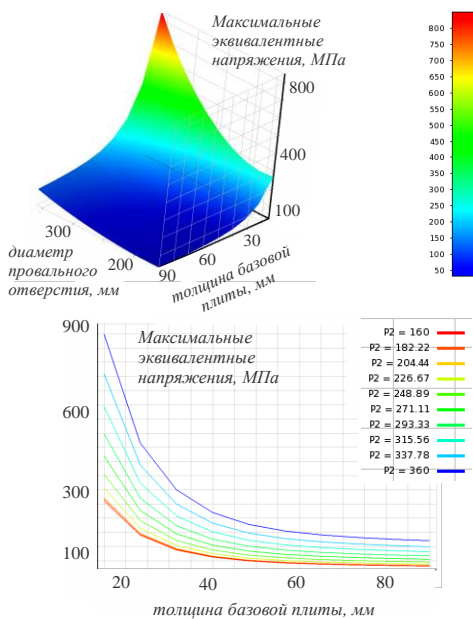 Максимальные
эквивалентные
напряжения, МПа
800
400
100
300
200
90
60
30
диаметр
провального
отверстия, мм
толщина базовой
плиты, мм
800
750
700
650
600
550
500
450
400
350
300
250
200
150
100
50
900
600
300
100
Максимальные
эквивалентные
напряжения, МПа
P2 = 160
P2 = 182.22
P2 = 204.44
P2 = 226.67
P2 = 248.89
P2 = 271.11
P2 = 293.33
P2 = 315.56
P2 = 337.78
P2 = 360
20
40
60
80
толщина базовой плиты, мм